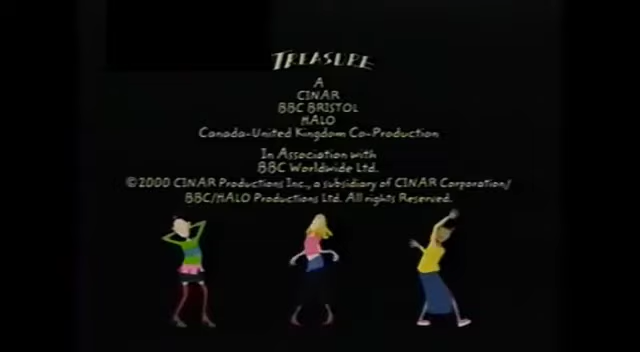 TREASURE
A
CINAR
BBC BRISTOL
HALO
Canada-United Kingdom Co-Production
In Association with
BBC Worldwide Ltd.
©2000 CINAR Productions Inc., a subsidiary of CINAR Corporation/
BBC/HALO Productions Ltd. All rights Reserved.